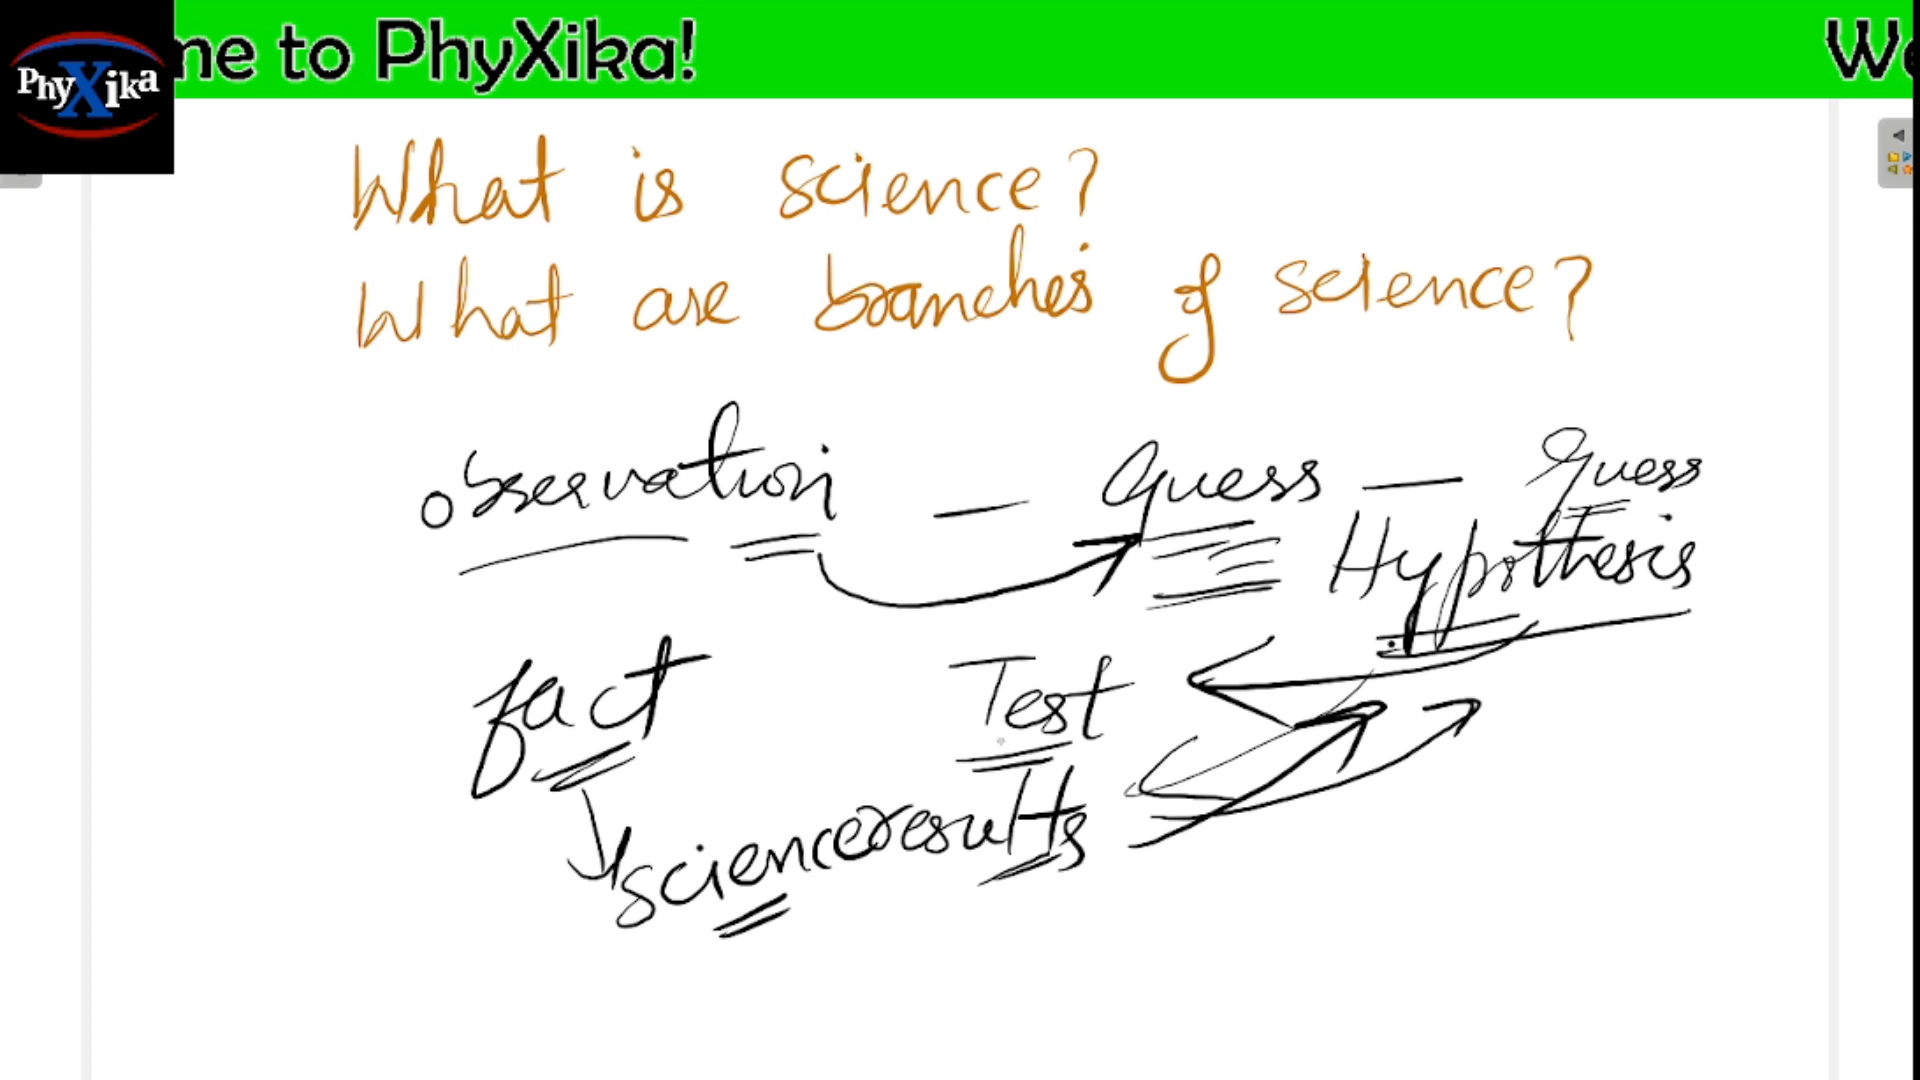 me to PhyXika!
We
PhyXika
What is science?
What are branches of science?
observation — Guess — Guess
Hypothesis
fact Test
science results